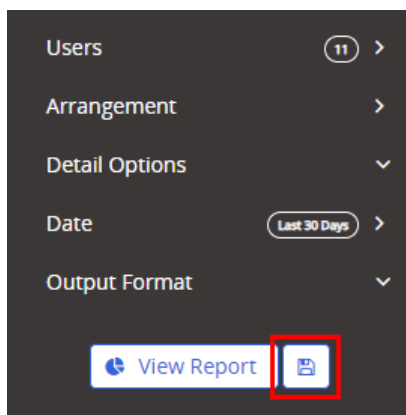 Users 11
Arrangement
Detail Options
Date Last 30 Days
Output Format
View Report